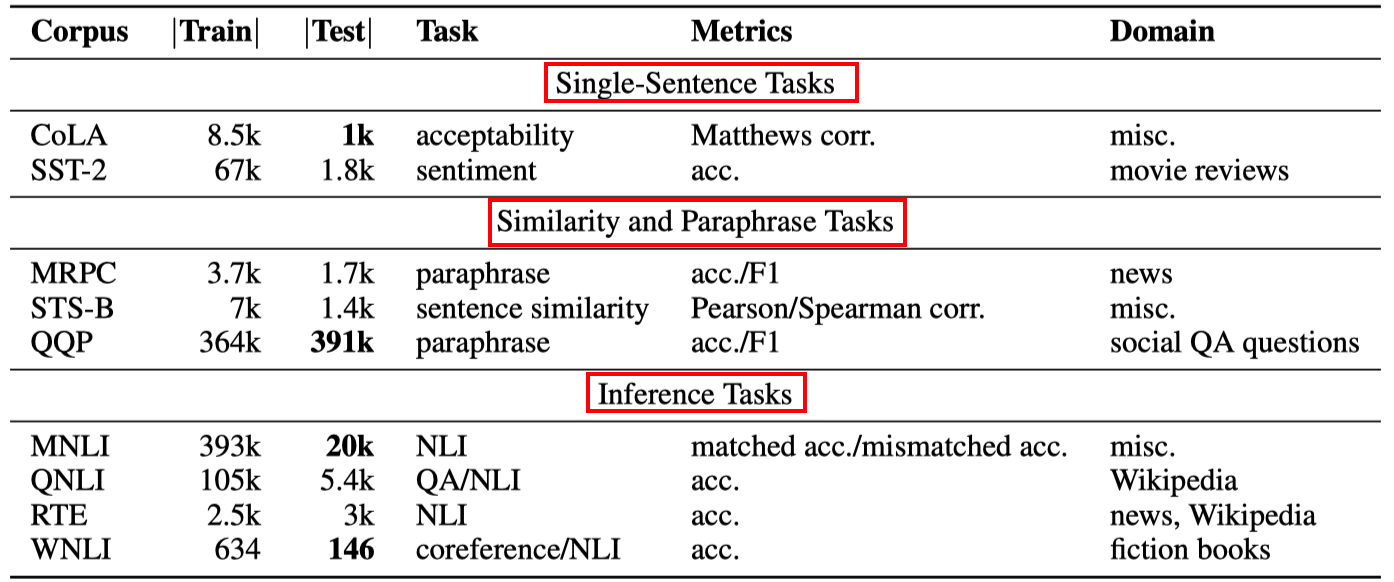 Corpus |Train| |Test| Task Metrics Domain
Single-Sentence Tasks
CoLA 8.5k 1k acceptability Matthews corr. misc.
SST-2 67k 1.8k sentiment acc. movie reviews
Similarity and Paraphrase Tasks
MRPC 3.7k 1.7k paraphrase acc./F1 news
STS-B 7k 1.4k sentence similarity Pearson/Spearman corr. misc.
QQP 364k 391k paraphrase acc./F1 social QA questions
Inference Tasks
MNLI 393k 20k NLI matched acc./mismatched acc. misc.
QNLI 105k 5.4k QA/NLI acc. Wikipedia
RTE 2.5k 3k NLI acc. news, Wikipedia
WNLI 634 146 coreference/NLI acc. fiction books